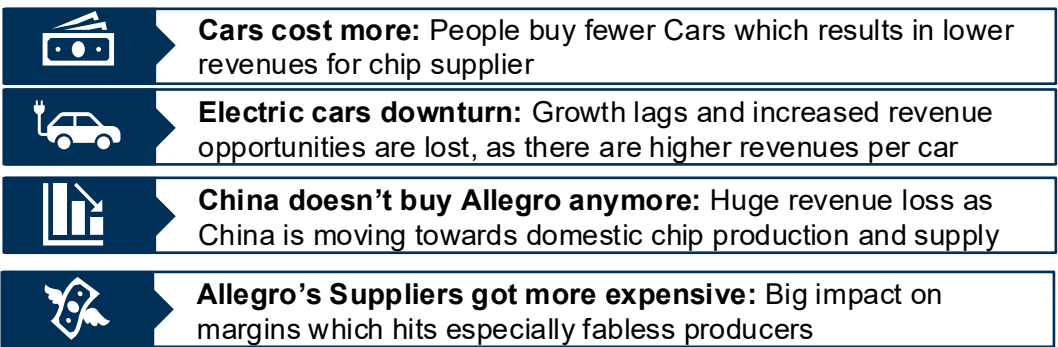 Cars cost more: People buy fewer Cars which results in lower
revenues for chip supplier
Electric cars downturn: Growth lags and increased revenue
opportunities are lost, as there are higher revenues per car
China doesn’t buy Allegro anymore: Huge revenue loss as
China is moving towards domestic chip production and supply
Allegro’s Suppliers got more expensive: Big impact on
margins which hits especially fabless producers